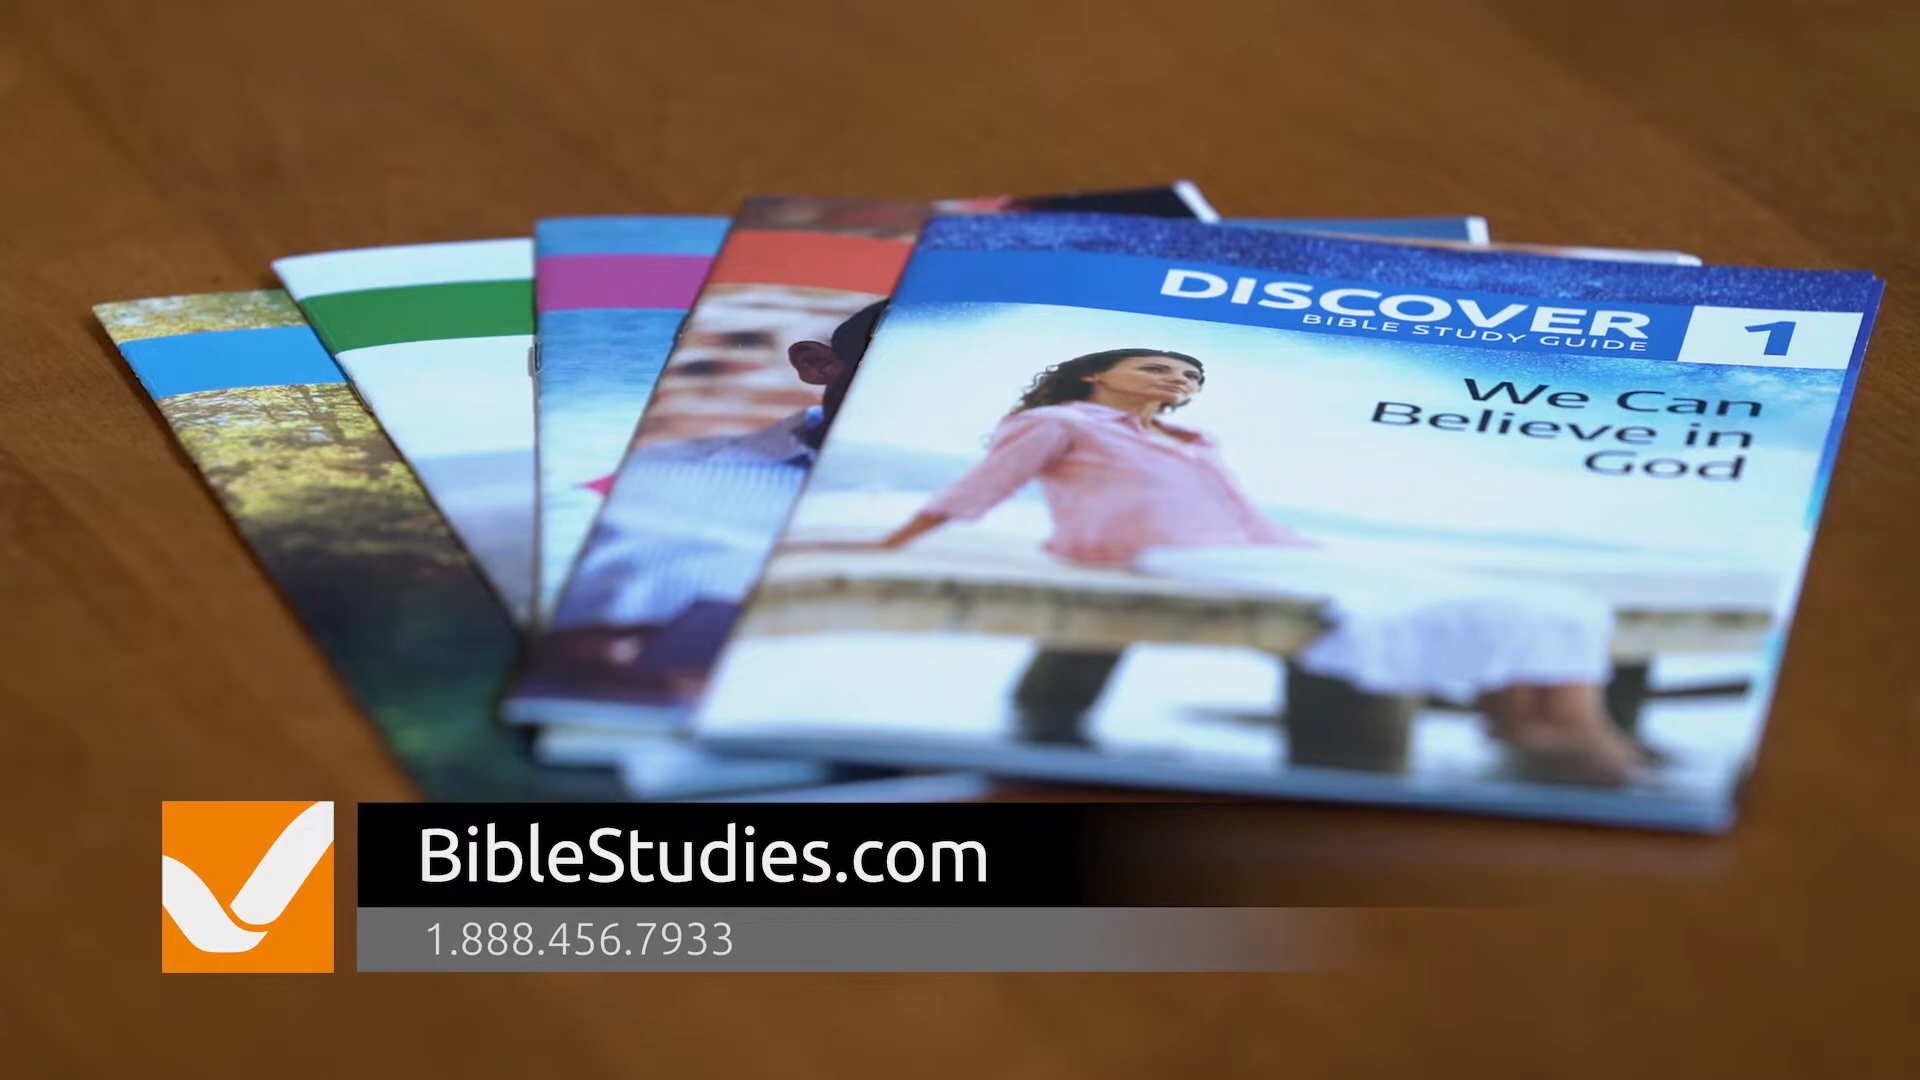 DISCOVER
BIBLE STUDY GUIDE
1
We Can
Believe in
God
BibleStudies.com
1.888.456.7933